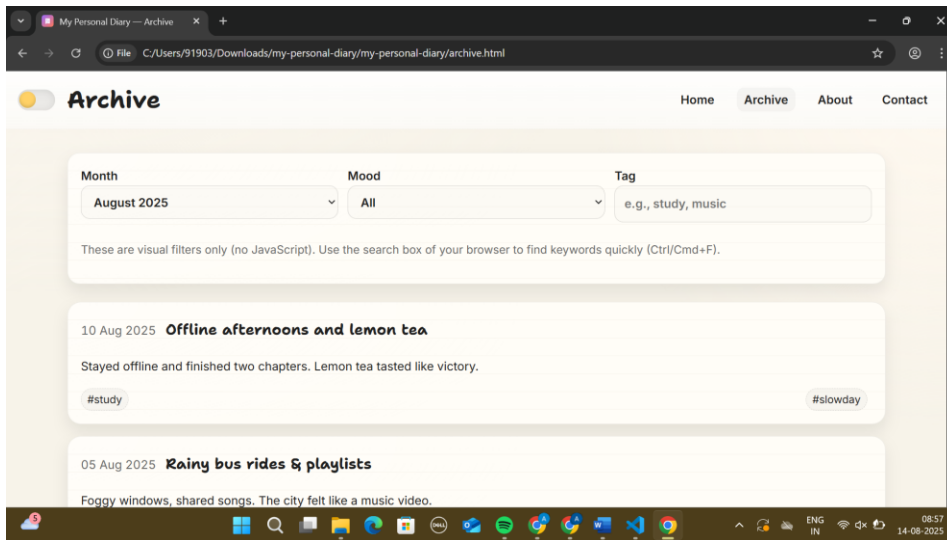 My Personal Diary — Archive
File C:/Users/91903/Downloads/my-personal-diary/my-personal-diary/archive.html
Archive Home Archive About Contact
Month Mood Tag
August 2025 All e.g., study, music
These are visual filters only (no JavaScript). Use the search box of your browser to find keywords quickly (Ctrl/Cmd+F).
10 Aug 2025 Offline afternoons and lemon tea
Stayed offline and finished two chapters. Lemon tea tasted like victory.
#study #slowday
05 Aug 2025 Rainy bus rides & playlists
Foggy windows, shared songs. The city felt like a music video.
5 DELL ENG 08:57
IN 14-08-2025